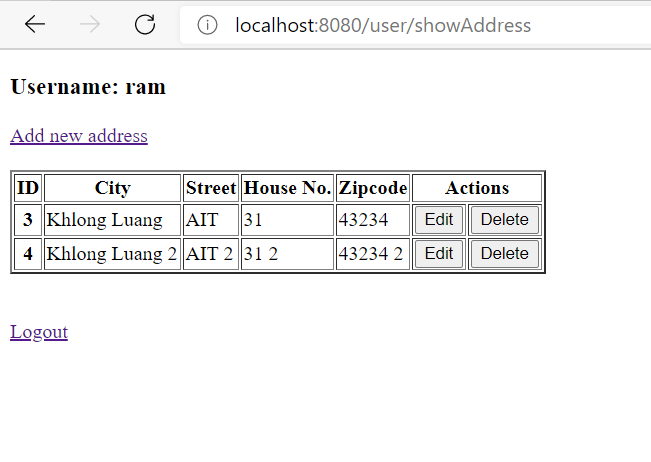 localhost:8080/user/showAddress
Username: ram
Add new address
ID City Street House No. Zipcode Actions
3 Khlong Luang AIT 31 43234 Edit Delete
4 Khlong Luang 2 AIT 2 31 2 43234 2 Edit Delete
Logout